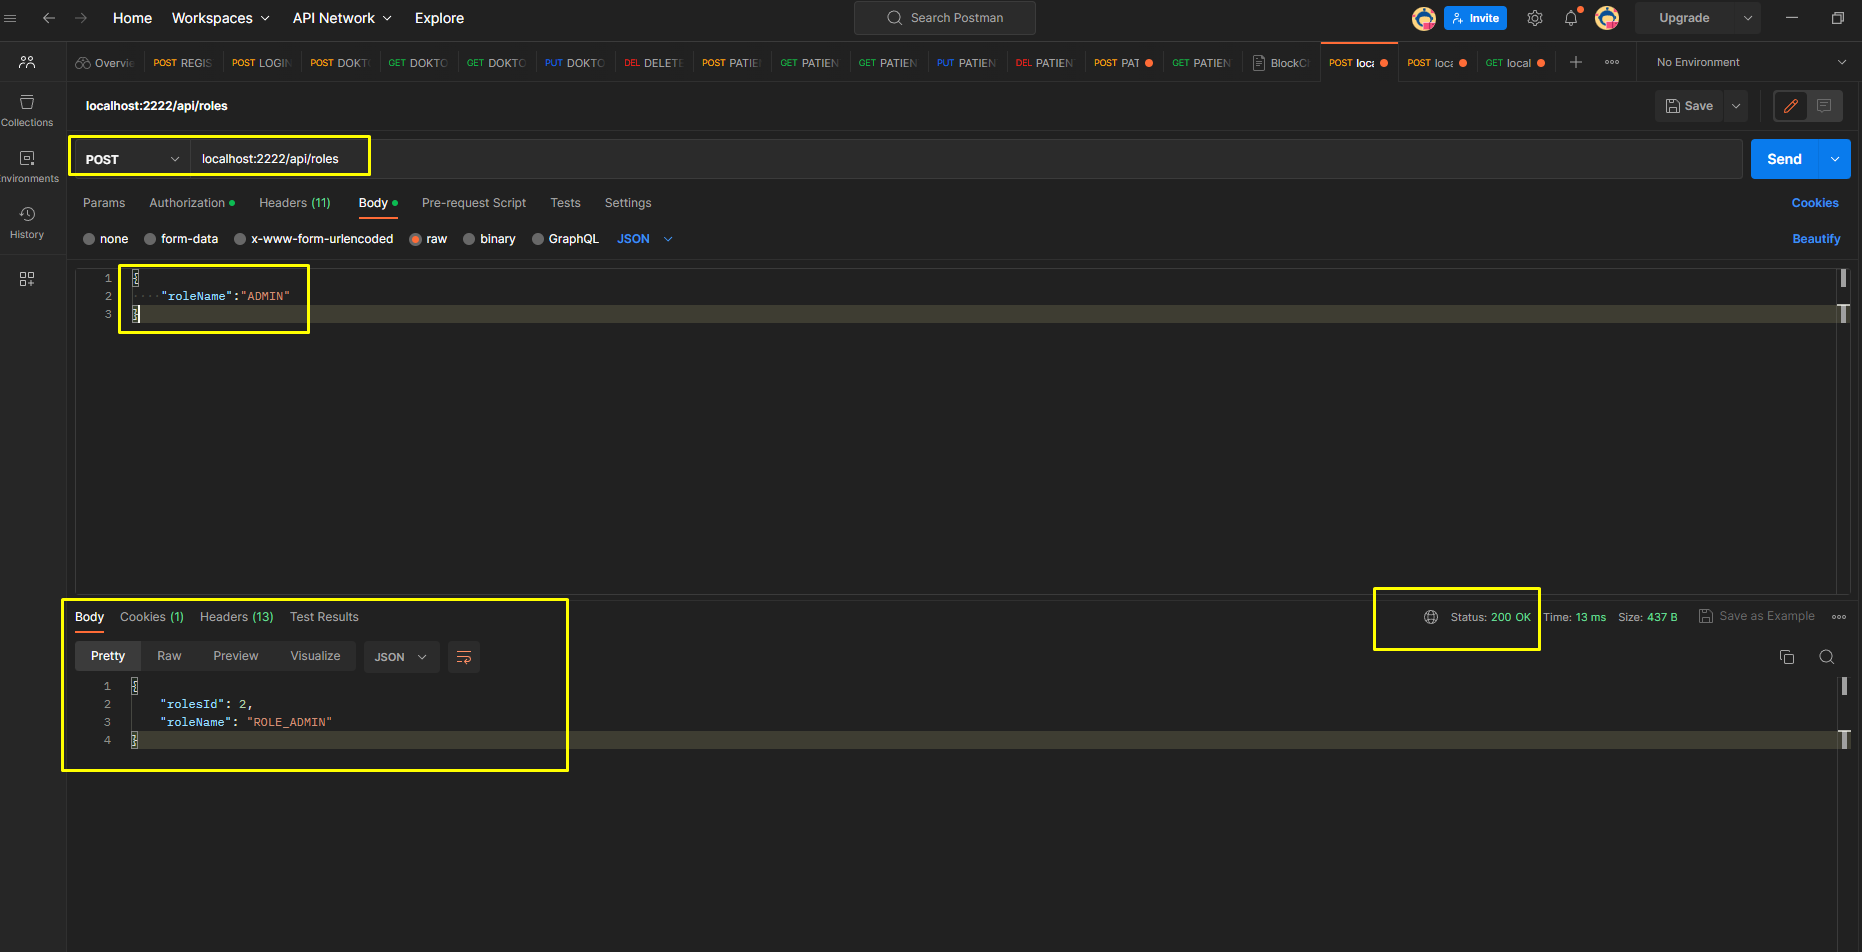 Home Workspaces API Network Explore Search Postman Invite Upgrade
Overvie POST REGIS POST LOGIN POST DOKT GET DOKTO GET DOKTO PUT DOKTO DEL DELETE POST PATIE GET PATIEN GET PATIEN PUT PATIEN DEL PATIEN POST PAT GET PATIEN BlockCh POST loca POST loca GET local No Environment
Collections
Environments
History
localhost:2222/api/roles Save
POST localhost:2222/api/roles Send
Params Authorization Headers (11) Body Pre-request Script Tests Settings Cookies
none form-data x-www-form-urlencoded raw binary GraphQL JSON Beautify
1 {
2 "roleName":"ADMIN"
3 }
Body Cookies (1) Headers (13) Test Results Status: 200 OK Time: 13 ms Size: 437 B Save as Example
Pretty Raw Preview Visualize JSON
1 {
2 "rolesId": 2,
3 "roleName": "ROLE_ADMIN"
4 }